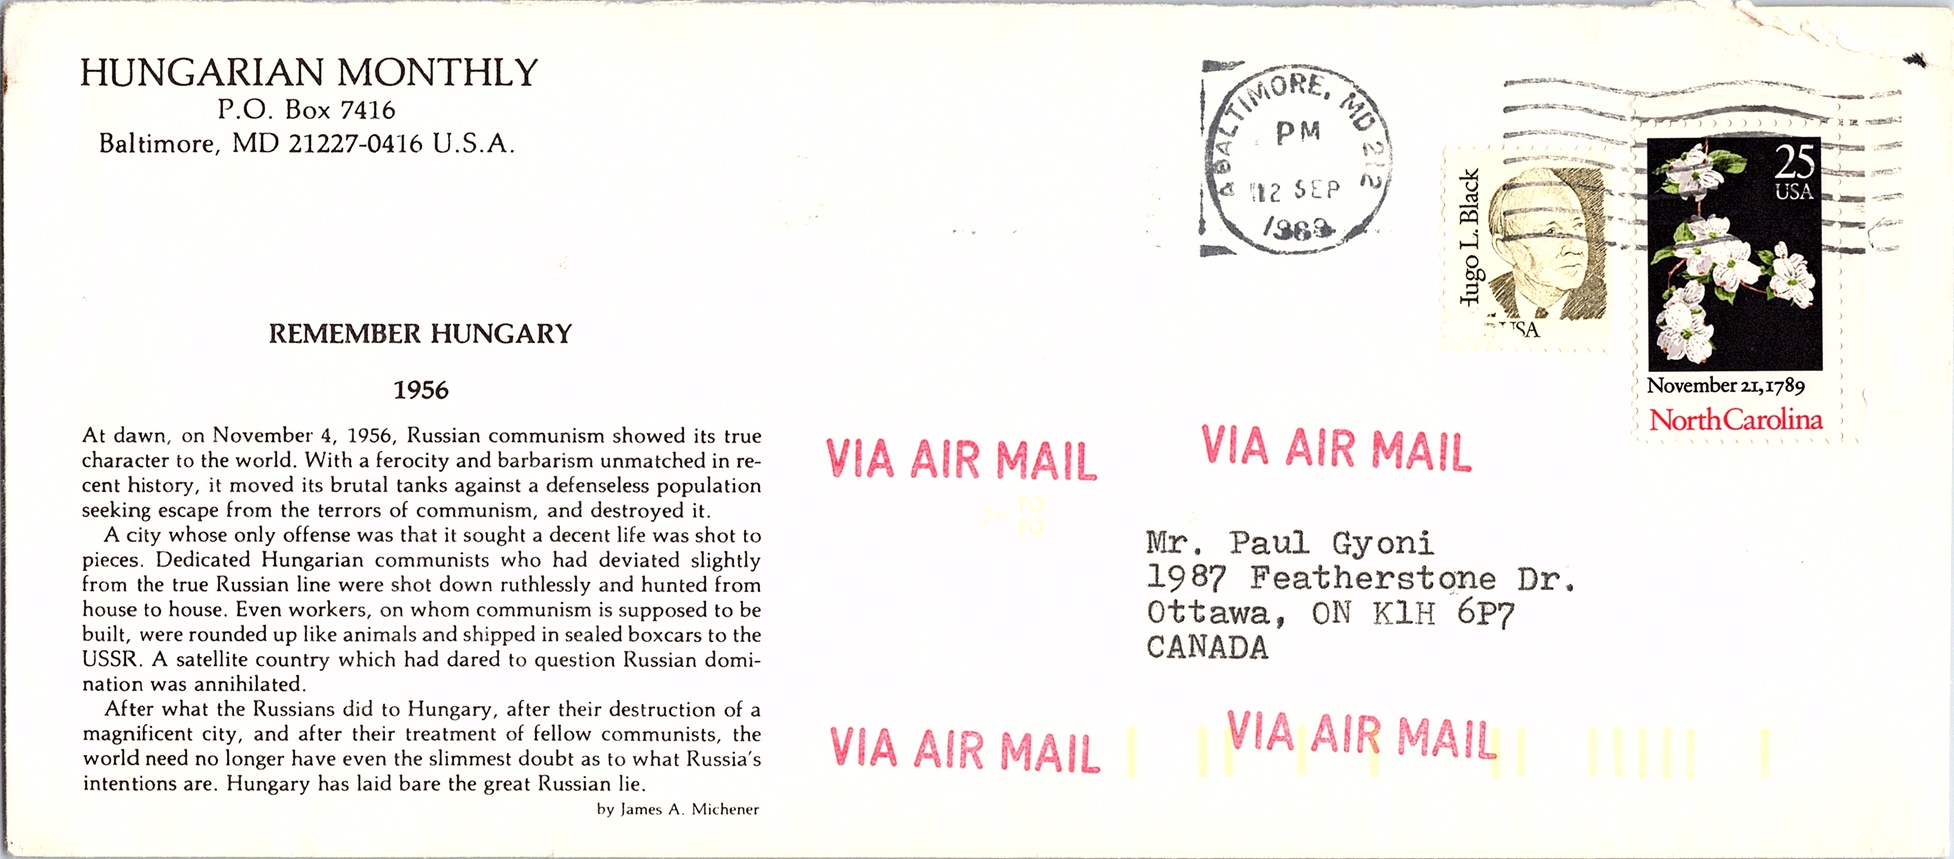 HUNGARIAN MONTHLY
P.O. Box 7416
Baltimore, MD 21227-0416 U.S.A.
BALTIMORE, MD 212
PM
12 SEP
1989
Hugo L. Black
USA
25
USA
November 21, 1789
North Carolina
REMEMBER HUNGARY
1956
At dawn, on November 4, 1956, Russian communism showed its true
character to the world. With a ferocity and barbarism unmatched in re-
cent history, it moved its brutal tanks against a defenseless population
seeking escape from the terrors of communism, and destroyed it.
A city whose only offense was that it sought a decent life was shot to
pieces. Dedicated Hungarian communists who had deviated slightly
from the true Russian line were shot down ruthlessly and hunted from
house to house. Even workers, on whom communism is supposed to be
built, were rounded up like animals and shipped in sealed boxcars to the
USSR. A satellite country which had dared to question Russian domi-
nation was annihilated.
After what the Russians did to Hungary, after their destruction of a
magnificent city, and after their treatment of fellow communists, the
world need no longer have even the slimmest doubt as to what Russia's
intentions are. Hungary has laid bare the great Russian lie.
by James A. Michener
VIA AIR MAIL
VIA AIR MAIL
Mr. Paul Gyoni
1987 Featherstone Dr.
Ottawa, ON K1H 6P7
CANADA
VIA AIR MAIL
VIA AIR MAIL